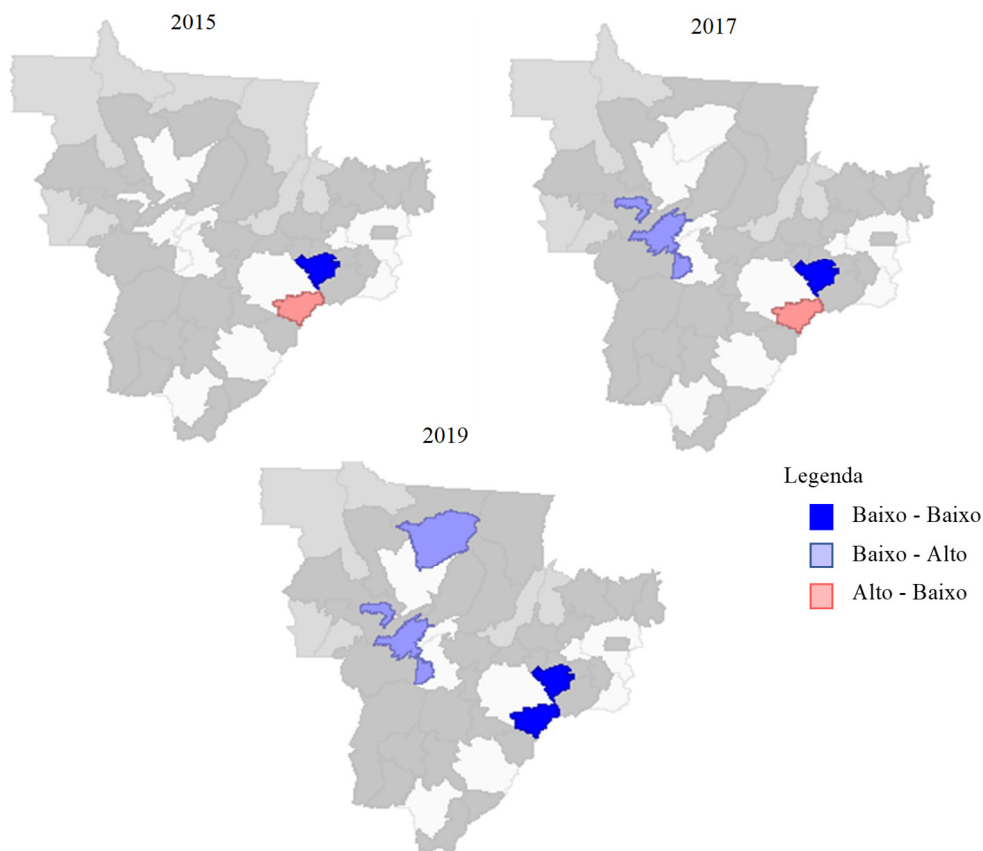 2015
2017
2019
Legenda
Baixo - Baixo
Baixo - Alto
Alto - Baixo